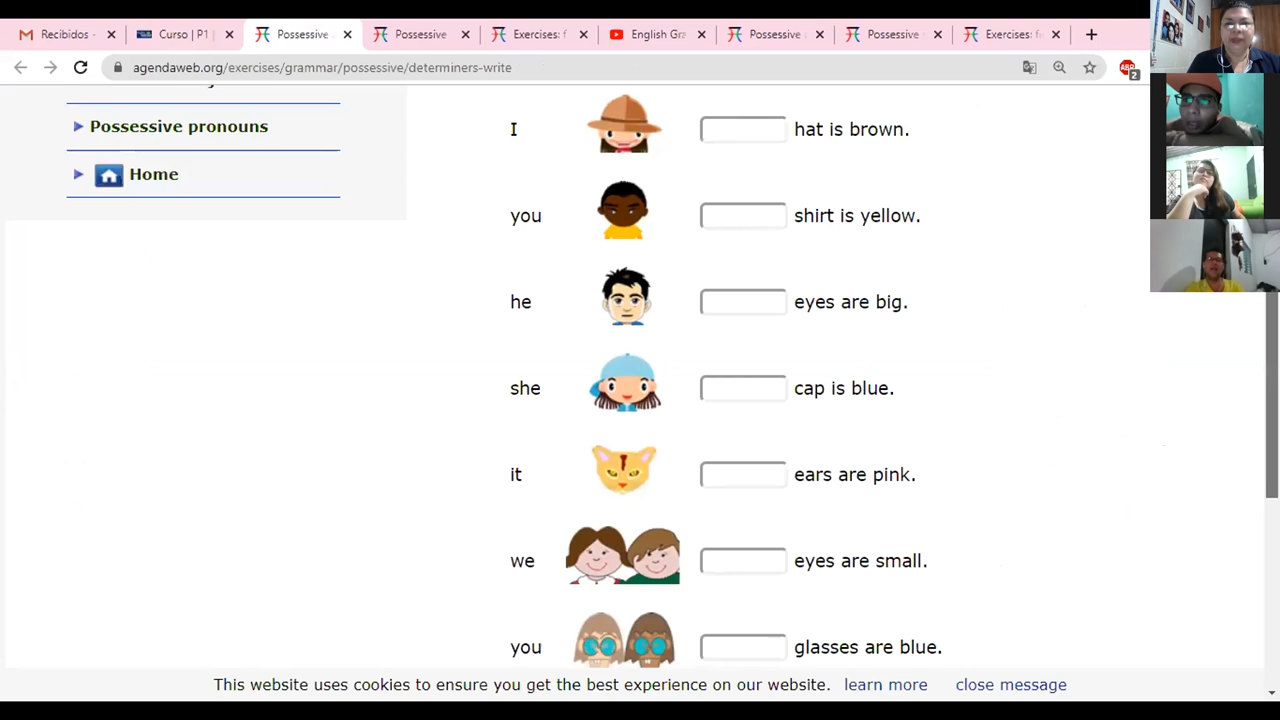 Recibidos -
Curso | P1
Possessive
Possessive
Exercises: f
English Gra
Possessive
Possessive
Exercises: f
agendaweb.org/exercises/grammar/possessive/determiners-write
ABP
2
Possessive pronouns
Home
I hat is brown.
you shirt is yellow.
he eyes are big.
she cap is blue.
it ears are pink.
we eyes are small.
you glasses are blue.
This website uses cookies to ensure you get the best experience on our website. learn more close message